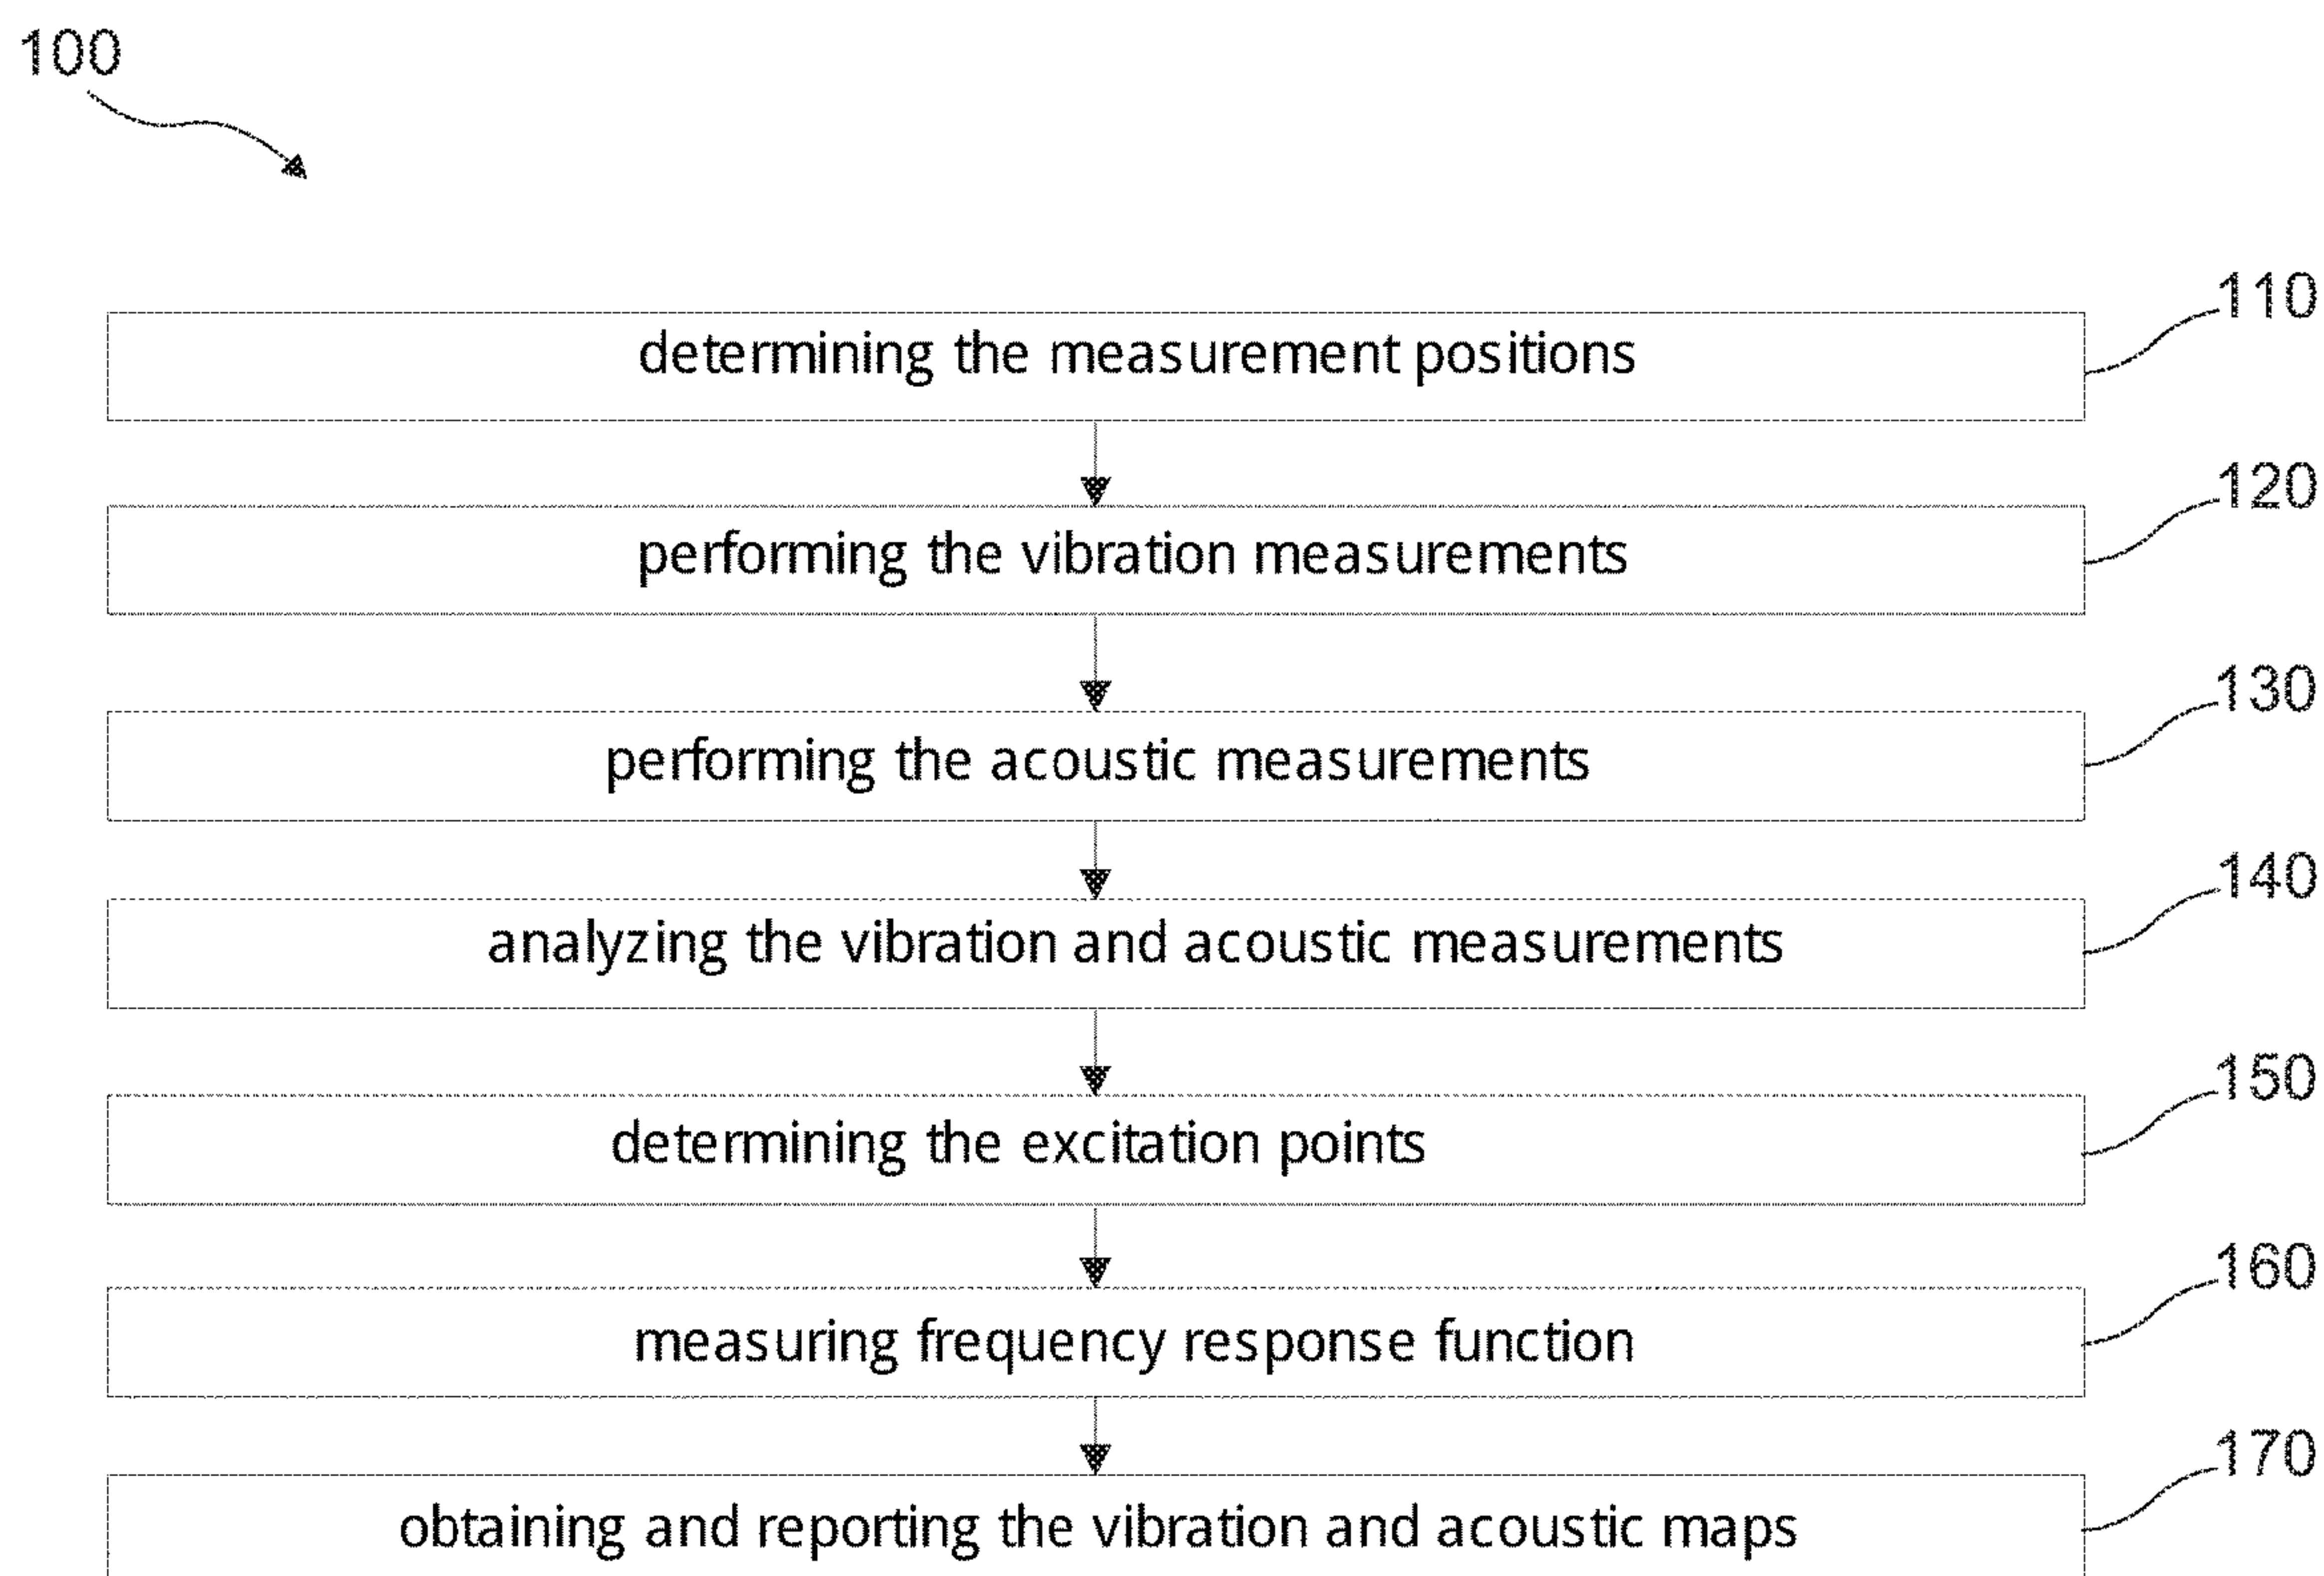 100
110
determining the measurement positions
120
performing the vibration measurements
130
performing the acoustic measurements
140
analyzing the vibration and acoustic measurements
150
determining the excitation points
160
measuring frequency response function
170
obtaining and reporting the vibration and acoustic maps